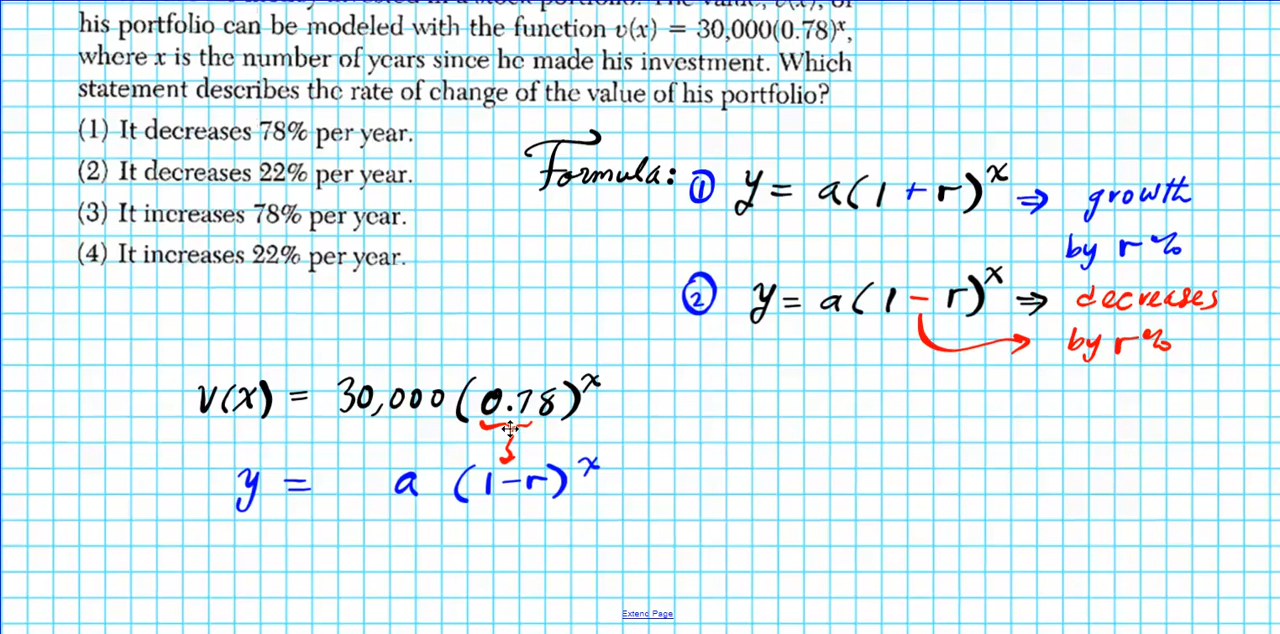 his portfolio can be modeled with the function v(x) = 30,000(0.78)ˣ,
where x is the number of years since he made his investment. Which
statement describes the rate of change of the value of his portfolio?
(1) It decreases 78% per year.
(2) It decreases 22% per year.
(3) It increases 78% per year.
(4) It increases 22% per year.
Formula: ① y = a(1 + r)ˣ ⇒ growth
by r %
② y = a(1 - r)ˣ ⇒ decreases
by r %
v(x) = 30,000 (0.78)ˣ
y = a (1-r)ˣ
Extend Page